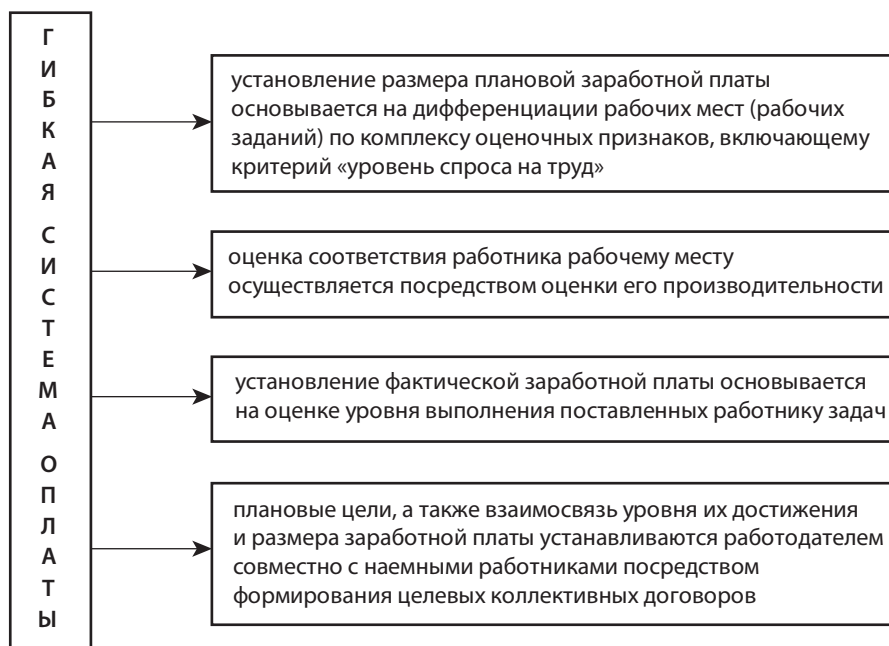 ГИБКАЯ СИСТЕМА ОПЛАТЫ
установление размера плановой заработной платы
основывается на дифференциации рабочих мест (рабочих
заданий) по комплексу оценочных признаков, включающему
критерий «уровень спроса на труд»
оценка соответствия работника рабочему месту
осуществляется посредством оценки его производительности
установление фактической заработной платы основывается
на оценке уровня выполнения поставленных работнику задач
плановые цели, а также взаимосвязь уровня их достижения
и размера заработной платы устанавливаются работодателем
совместно с наемными работниками посредством
формирования целевых коллективных договоров